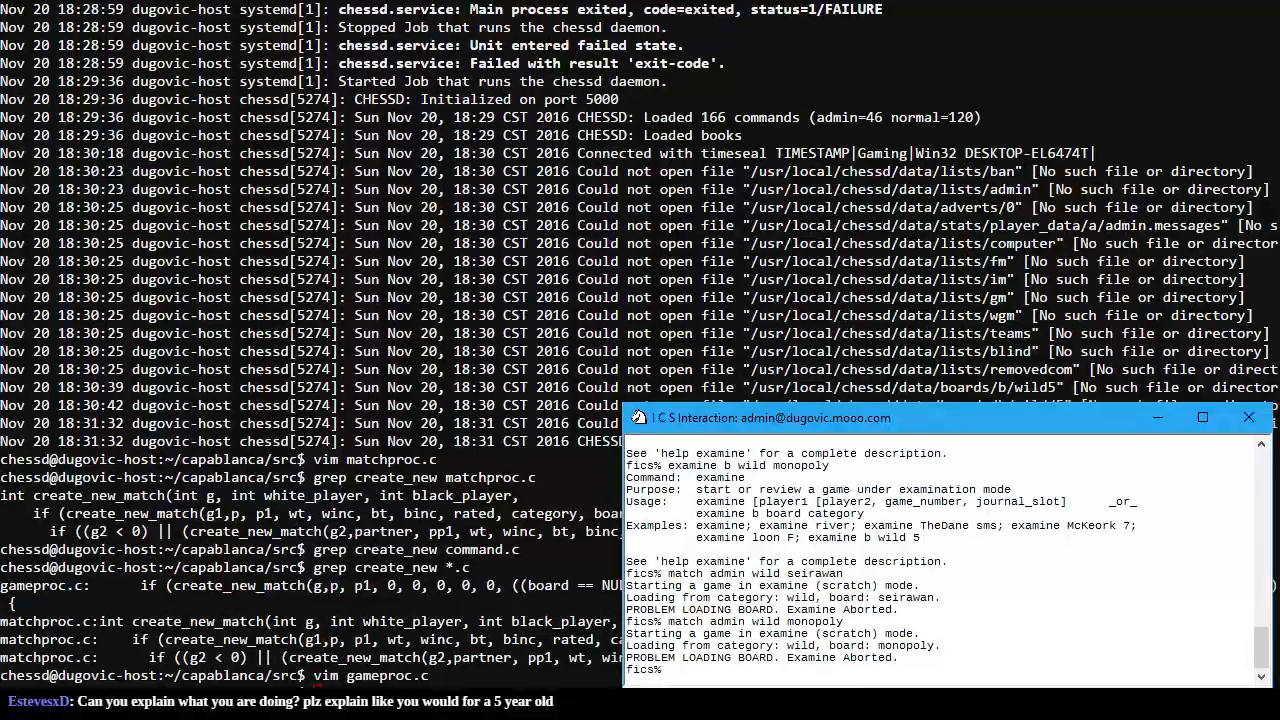 Nov 20 18:28:59 dugovic-host systemd[1]: chessd.service: Main process exited, code=exited, status=1/FAILURE
Nov 20 18:28:59 dugovic-host systemd[1]: Stopped Job that runs the chessd daemon.
Nov 20 18:28:59 dugovic-host systemd[1]: chessd.service: Unit entered failed state.
Nov 20 18:28:59 dugovic-host systemd[1]: chessd.service: Failed with result 'exit-code'.
Nov 20 18:29:36 dugovic-host systemd[1]: Started Job that runs the chessd daemon.
Nov 20 18:29:36 dugovic-host chessd[5274]: CHESSD: Initialized on port 5000
Nov 20 18:29:36 dugovic-host chessd[5274]: Sun Nov 20, 18:29 CST 2016 CHESSD: Loaded 166 commands (admin=46 normal=120)
Nov 20 18:29:36 dugovic-host chessd[5274]: Sun Nov 20, 18:29 CST 2016 CHESSD: Loaded books
Nov 20 18:30:18 dugovic-host chessd[5274]: Sun Nov 20, 18:30 CST 2016 Connected with timeseal TIMESTAMP|Gaming|Win32 DESKTOP-EL6474T|
Nov 20 18:30:23 dugovic-host chessd[5274]: Sun Nov 20, 18:30 CST 2016 Could not open file "/usr/local/chessd/data/lists/ban" [No such file or directory]
Nov 20 18:30:23 dugovic-host chessd[5274]: Sun Nov 20, 18:30 CST 2016 Could not open file "/usr/local/chessd/data/lists/admin" [No such file or directory]
Nov 20 18:30:25 dugovic-host chessd[5274]: Sun Nov 20, 18:30 CST 2016 Could not open file "/usr/local/chessd/data/adverts/0" [No such file or directory]
Nov 20 18:30:25 dugovic-host chessd[5274]: Sun Nov 20, 18:30 CST 2016 Could not open file "/usr/local/chessd/data/stats/player_data/a/admin.messages" [No s
Nov 20 18:30:25 dugovic-host chessd[5274]: Sun Nov 20, 18:30 CST 2016 Could not open file "/usr/local/chessd/data/lists/computer" [No such file or director
Nov 20 18:30:25 dugovic-host chessd[5274]: Sun Nov 20, 18:30 CST 2016 Could not open file "/usr/local/chessd/data/lists/fm" [No such file or directory]
Nov 20 18:30:25 dugovic-host chessd[5274]: Sun Nov 20, 18:30 CST 2016 Could not open file "/usr/local/chessd/data/lists/im" [No such file or directory]
Nov 20 18:30:25 dugovic-host chessd[5274]: Sun Nov 20, 18:30 CST 2016 Could not open file "/usr/local/chessd/data/lists/gm" [No such file or directory]
Nov 20 18:30:25 dugovic-host chessd[5274]: Sun Nov 20, 18:30 CST 2016 Could not open file "/usr/local/chessd/data/lists/wgm" [No such file or directory]
Nov 20 18:30:25 dugovic-host chessd[5274]: Sun Nov 20, 18:30 CST 2016 Could not open file "/usr/local/chessd/data/lists/teams" [No such file or directory]
Nov 20 18:30:25 dugovic-host chessd[5274]: Sun Nov 20, 18:30 CST 2016 Could not open file "/usr/local/chessd/data/lists/blind" [No such file or directory]
Nov 20 18:30:25 dugovic-host chessd[5274]: Sun Nov 20, 18:30 CST 2016 Could not open file "/usr/local/chessd/data/lists/removedcom" [No such file or direct
Nov 20 18:30:39 dugovic-host chessd[5274]: Sun Nov 20, 18:30 CST 2016 Could not open file "/usr/local/chessd/data/boards/b/wild5" [No such file or director
Nov 20 18:30:42 dugovic-host chessd[5274]: Sun Nov 20, 18:30 CST 2016 Could
Nov 20 18:31:32 dugovic-host chessd[5274]: Sun Nov 20, 18:31 CST 2016 Could
Nov 20 18:31:32 dugovic-host chessd[5274]: Sun Nov 20, 18:31 CST 2016 CHESS
chessd@dugovic-host:~/capablanca/src$ vim matchproc.c
chessd@dugovic-host:~/capablanca/src$ grep create_new matchproc.c
int create_new_match(int g, int white_player, int black_player,
if (create_new_match(g1,p, p1, wt, winc, bt, binc, rated, category, boar
if ((g2 < 0) || (create_new_match(g2,partner, pp1, wt, winc, bt, binc,
chessd@dugovic-host:~/capablanca/src$ grep create_new command.c
chessd@dugovic-host:~/capablanca/src$ grep create_new *.c
gameproc.c: if (create_new_match(g,p, p1, 0, 0, 0, 0, 0, ((board == NU
{
matchproc.c:int create_new_match(int g, int white_player, int black_player,
matchproc.c: if (create_new_match(g1,p, p1, wt, winc, bt, binc, rated, ca
matchproc.c: if ((g2 < 0) || (create_new_match(g2,partner, pp1, wt, win
chessd@dugovic-host:~/capablanca/src$ vim gameproc.c
I C S Interaction: admin@dugovic.mooo.com
See 'help examine' for a complete description.
fics% examine b wild monopoly
Command: examine
Purpose: start or review a game under examination mode
Usage: examine [player1 [player2, game_number, journal_slot] _or_
examine b board category
Examples: examine; examine river; examine TheDane sms; examine McKeork 7;
examine loon F; examine b wild 5
See 'help examine' for a complete description.
fics% match admin wild seirawan
Starting a game in examine (scratch) mode.
Loading from category: wild, board: seirawan.
PROBLEM LOADING BOARD. Examine Aborted.
fics% match admin wild monopoly
Starting a game in examine (scratch) mode.
Loading from category: wild, board: monopoly.
PROBLEM LOADING BOARD. Examine Aborted.
fics%
EstevesxD: Can you explain what you are doing? plz explain like you would for a 5 year old